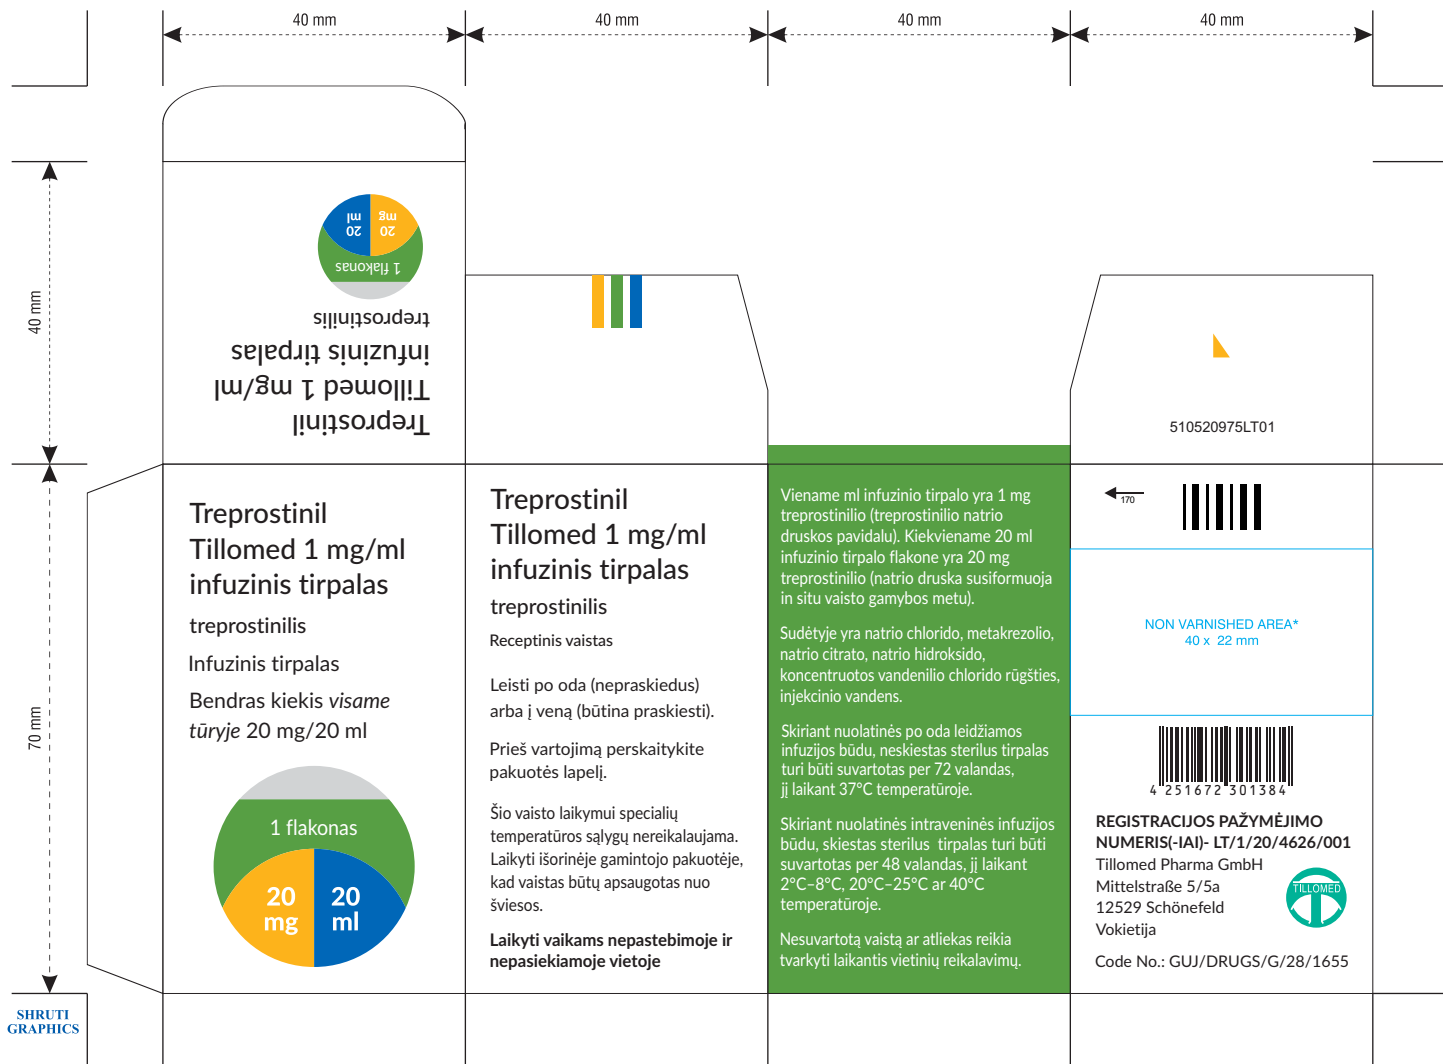 40 mm
40 mm
40 mm
40 mm
40 mm
70 mm
Treprostinil
Tillomed 1 mg/ml
infuzinis tirpalas
treprostinilis
1 flakonas
20
mg
20
ml
510520975LT01
Treprostinil
Tillomed 1 mg/ml
infuzinis tirpalas
treprostinilis
Infuzinis tirpalas
Bendras kiekis visame
tūryje 20 mg/20 ml
1 flakonas
20
mg
20
ml
Treprostinil
Tillomed 1 mg/ml
infuzinis tirpalas
treprostinilis
Receptinis vaistas
Leisti po oda (nepraskiedus)
arba į veną (būtina praskiesti).
Prieš vartojimą perskaitykite
pakuotės lapelį.
Šio vaisto laikymui specialių
temperatūros sąlygų nereikalaujama.
Laikyti išorinėje gamintojo pakuotėje,
kad vaistas būtų apsaugotas nuo
šviesos.
Laikyti vaikams nepastebimoje ir
nepasiekiamoje vietoje
Viename ml infuzinio tirpalo yra 1 mg
treprostinilio (treprostinilio natrio
druskos pavidalu). Kiekviename 20 ml
infuzinio tirpalo flakone yra 20 mg
treprostinilio (natrio druska susiformuoja
in situ vaisto gamybos metu).
Sudėtyje yra natrio chlorido, metakrezolio,
natrio citrato, natrio hidroksido,
koncentruotos vandenilio chlorido rūgšties,
injekcinio vandens.
Skiriant nuolatinės po oda leidžiamos
infuzijos būdu, neskiestas sterilus tirpalas
turi būti suvartotas per 72 valandas,
jį laikant 37°C temperatūroje.
Skiriant nuolatinės intraveninės infuzijos
būdu, skiestas sterilus tirpalas turi būti
suvartotas per 48 valandas, jį laikant
2°C–8°C, 20°C–25°C ar 40°C
temperatūroje.
Nesuvartotą vaistą ar atliekas reikia
tvarkyti laikantis vietinių reikalavimų.
170
NON VARNISHED AREA*
40 x 22 mm
4 251672 301384
REGISTRACIJOS PAŽYMĖJIMO
NUMERIS(-IAI)- LT/1/20/4626/001
Tillomed Pharma GmbH
Mittelstraße 5/5a
12529 Schönefeld
Vokietija
TILLOMED
Code No.: GUJ/DRUGS/G/28/1655
SHRUTI
GRAPHICS